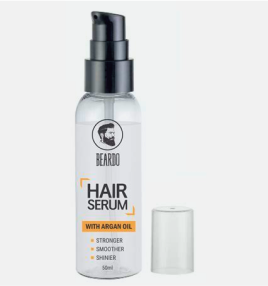 BEARDO
HAIR
SERUM
WITH ARGAN OIL
STRONGER
SMOOTHER
SHINIER
50ml